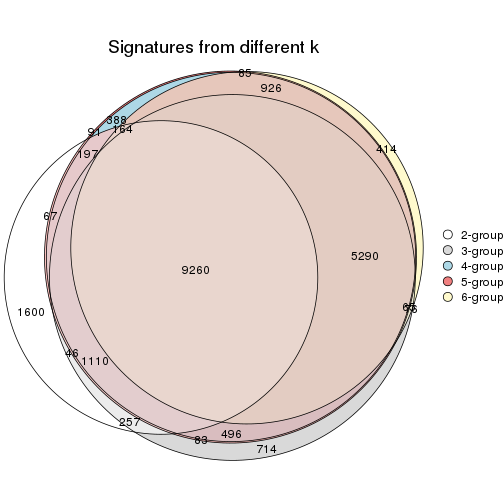 Signatures from different k
85
926
388
164
91
414
197
67
5290
9260
1600
46
1110
257
496
83
714
2-group
3-group
4-group
5-group
6-group